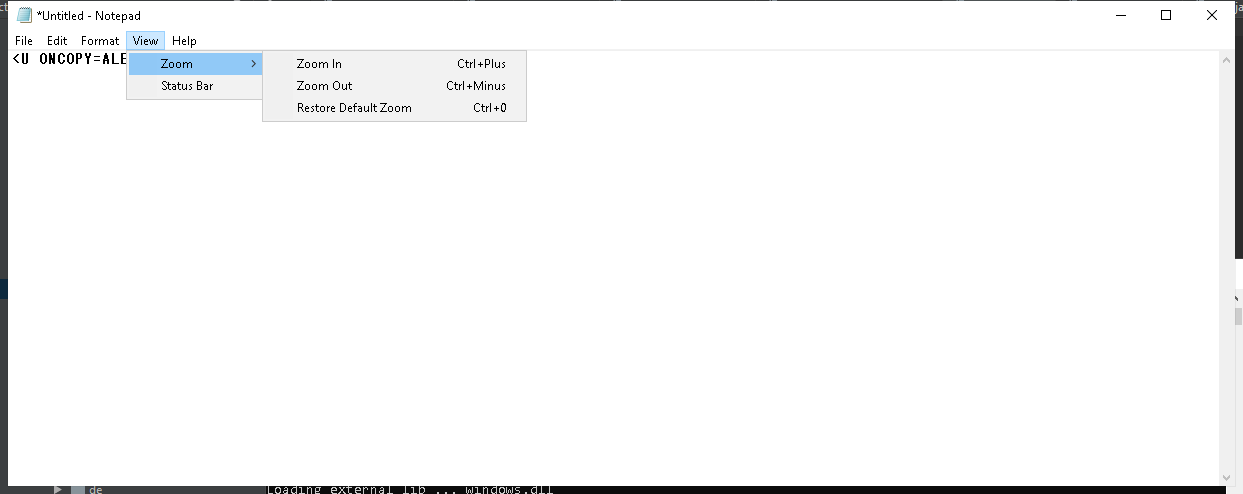 *Untitled - Notepad
File Edit Format View Help
<U ONCOPY=ALE
Zoom > Zoom In Ctrl+Plus
Status Bar Zoom Out Ctrl+Minus
Restore Default Zoom Ctrl+0
de Loading external lib ... windows.dll